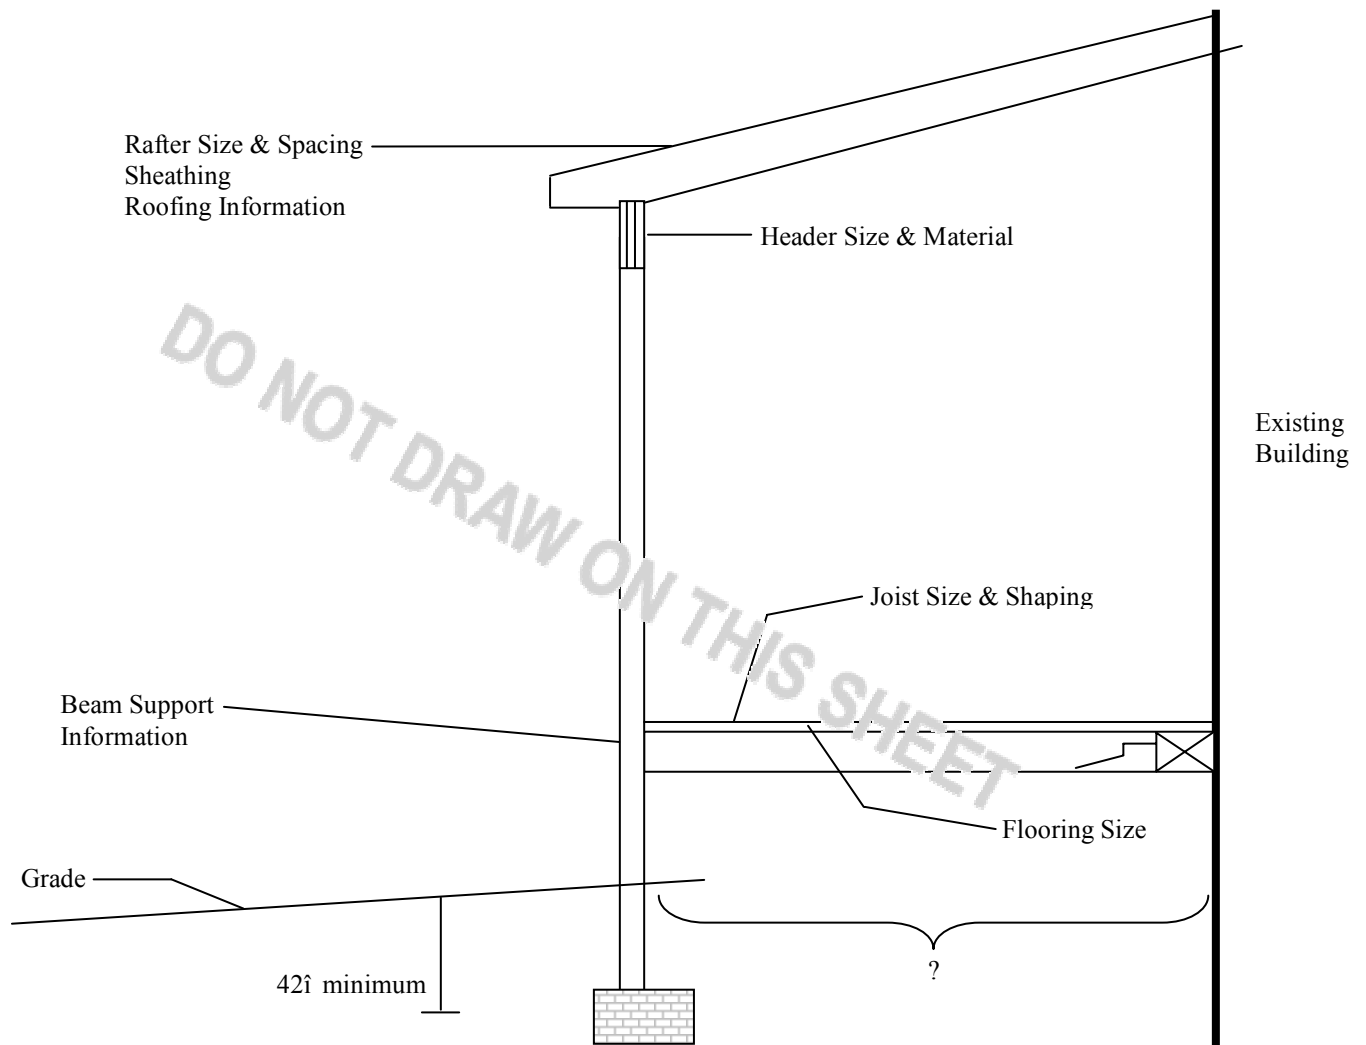 Rafter Size & Spacing
Sheathing
Roofing Information
Header Size & Material
DO NOT DRAW ON THIS SHEET
Existing
Building
Joist Size & Shaping
Beam Support
Information
Flooring Size
Grade
42î minimum
?